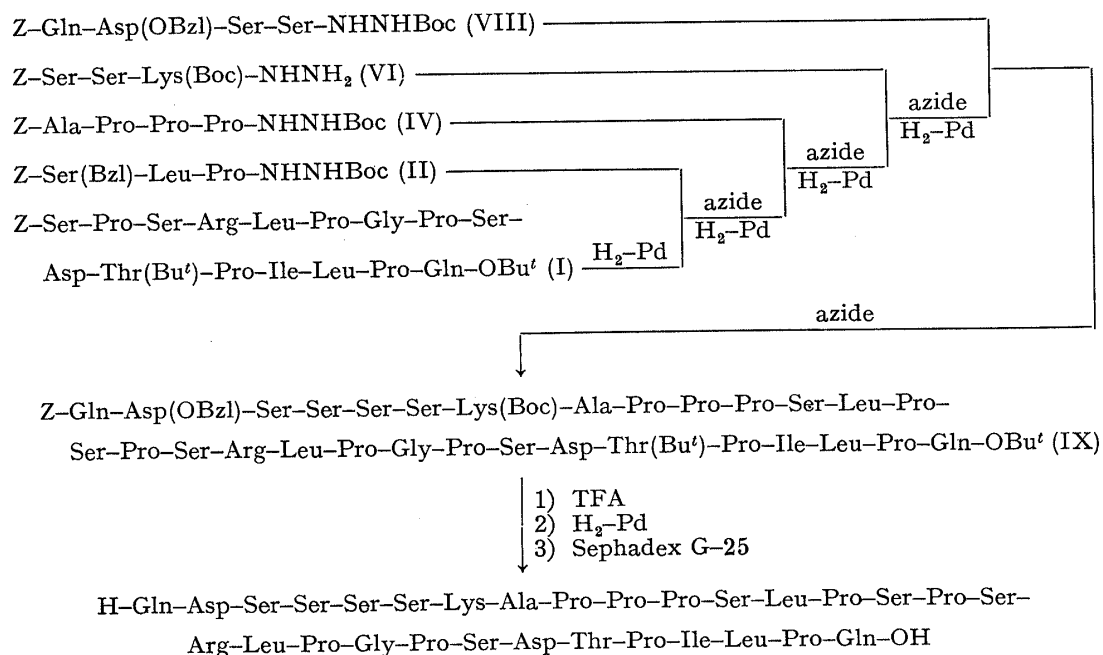 Z–Gln–Asp(OBzl)–Ser–Ser–NHNHBoc (VIII)
Z–Ser–Ser–Lys(Boc)–NHNH₂ (VI)
azide
H₂–Pd
Z–Ala–Pro–Pro–Pro–NHNHBoc (IV)
azide
H₂–Pd
Z–Ser(Bzl)–Leu–Pro–NHNHBoc (II)
azide
H₂–Pd
Z–Ser–Pro–Ser–Arg–Leu–Pro–Gly–Pro–Ser–
Asp–Thr(Buᵗ)–Pro–Ile–Leu–Pro–Gln–OBuᵗ (I)
H₂–Pd
azide
Z–Gln–Asp(OBzl)–Ser–Ser–Ser–Ser–Lys(Boc)–Ala–Pro–Pro–Pro–Ser–Leu–Pro–
Ser–Pro–Ser–Arg–Leu–Pro–Gly–Pro–Ser–Asp–Thr(Buᵗ)–Pro–Ile–Leu–Pro–Gln–OBuᵗ (IX)
1) TFA
2) H₂–Pd
3) Sephadex G–25
H–Gln–Asp–Ser–Ser–Ser–Ser–Lys–Ala–Pro–Pro–Pro–Ser–Leu–Pro–Ser–Pro–Ser–
Arg–Leu–Pro–Gly–Pro–Ser–Asp–Thr–Pro–Ile–Leu–Pro–Gln–OH